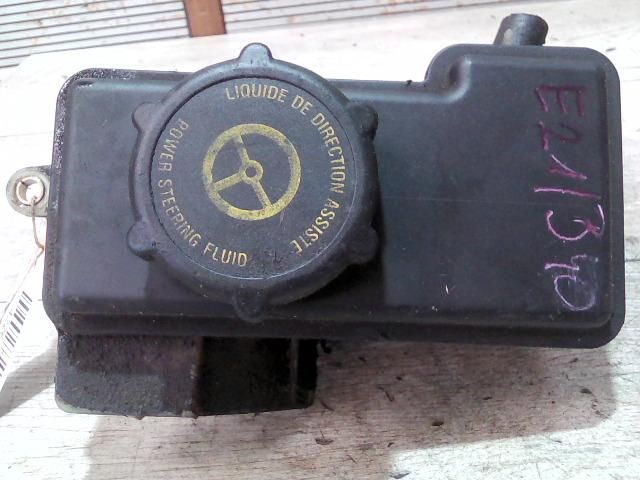 LIQUIDE DE DIRECTION ASSISTE
POWER STEERING FLUID
E21/340